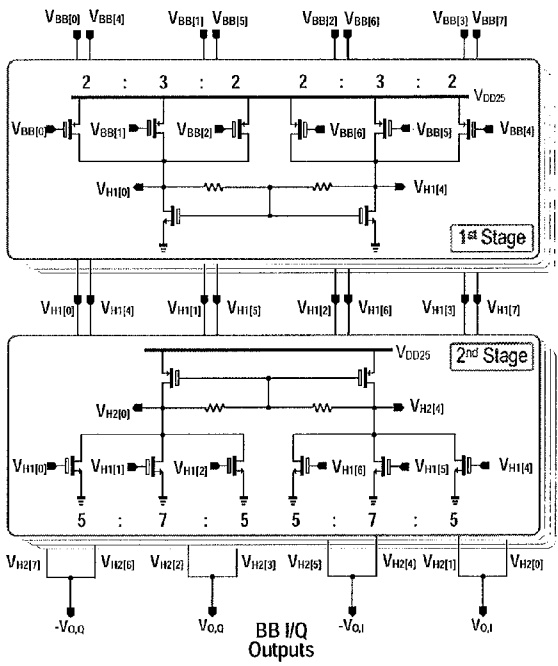 VBB[0] VBB[4] VBB[1] VBB[5] VBB[2] VBB[6] VBB[3] VBB[7]
2 : 3 : 2 2 : 3 : 2
VDD25
VBB[0] VBB[1] VBB[2] VBB[6] VBB[5] VBB[4]
VH1[0] VH1[4]
1st Stage
VH1[0] VH1[4] VH1[1] VH1[5] VH1[2] VH1[6] VH1[3] VH1[7]
VDD25 2nd Stage
VH2[0] VH2[4]
VH1[0] VH1[1] VH1[2] VH1[6] VH1[5] VH1[4]
5 : 7 : 5 5 : 7 : 5
VH2[7] VH2[6] VH2[2] VH2[3] VH2[5] VH2[4] VH2[1] VH2[0]
-VO,Q VO,Q -VO,I VO,I
BB I/Q
Outputs